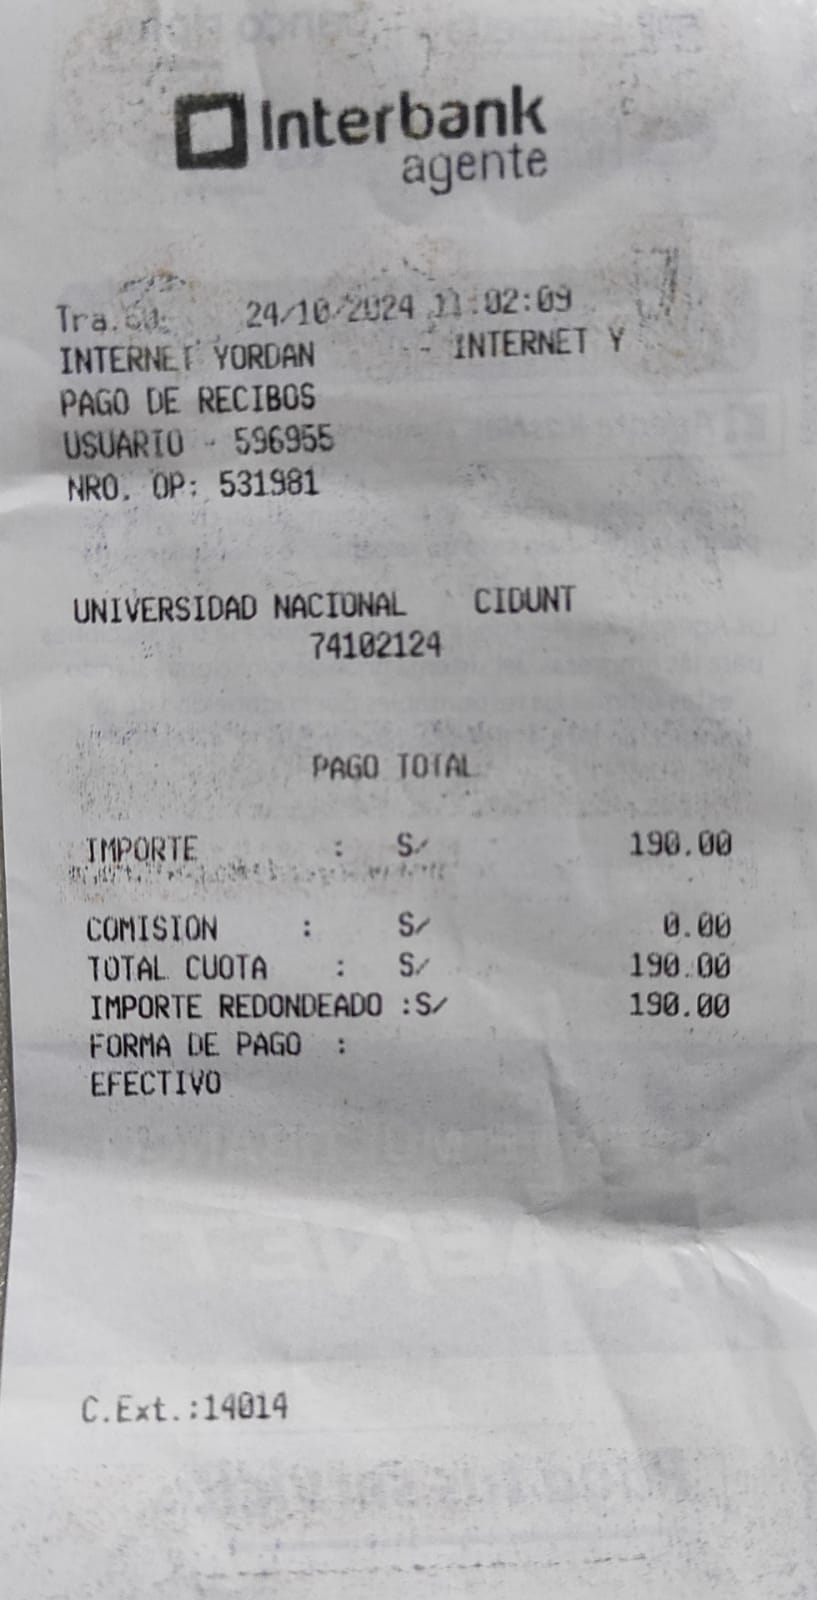 Interbank
agente
Tra. 24/10/2024 11:02:09
INTERNET YORDAN - INTERNET Y
PAGO DE RECIBOS
USUARIO - 596955
NRO. OP: 531981
UNIVERSIDAD NACIONAL CIDUNT
74102124
PAGO TOTAL
IMPORTE : S/ 190.00
COMISION : S/ 0.00
TOTAL CUOTA : S/ 190.00
IMPORTE REDONDEADO :S/ 190.00
FORMA DE PAGO :
EFECTIVO
C.Ext.:14014